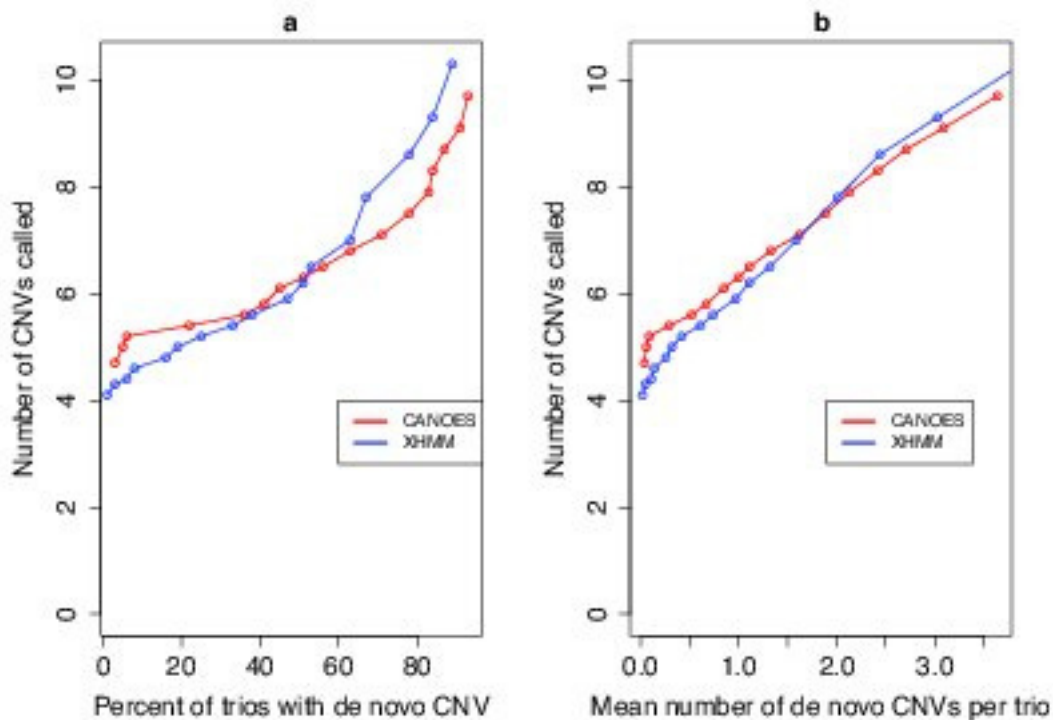 a
Number of CNVs called
10
8
6
4
2
0
CANOES
XHMM
0 20 40 60 80
Percent of trios with de novo CNV
b
Number of CNVs called
10
8
6
4
2
0
CANOES
XHMM
0.0 1.0 2.0 3.0
Mean number of de novo CNVs per trio